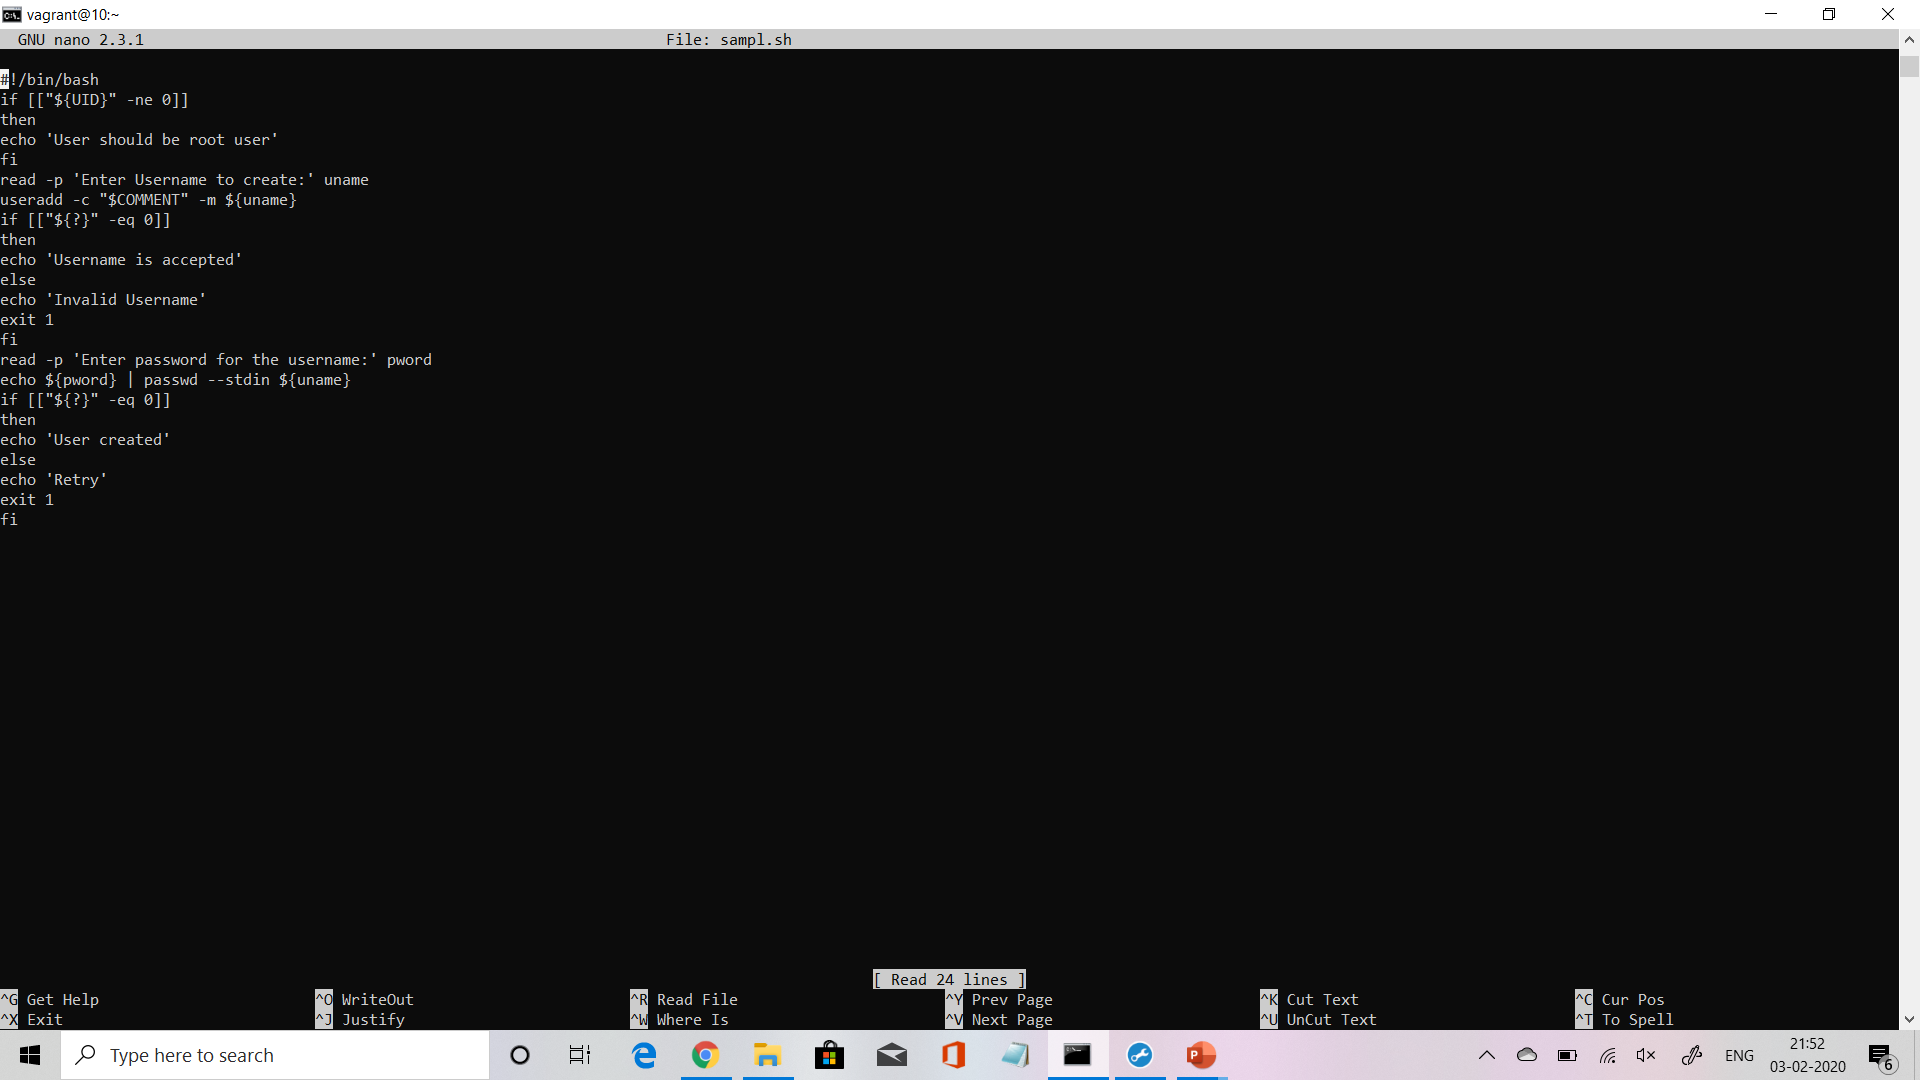 vagrant@10:~
GNU nano 2.3.1 File: sampl.sh
#!/bin/bash
if [["${UID}" -ne 0]]
then
echo 'User should be root user'
fi
read -p 'Enter Username to create:' uname
useradd -c "$COMMENT" -m ${uname}
if [["${?}" -eq 0]]
then
echo 'Username is accepted'
else
echo 'Invalid Username'
exit 1
fi
read -p 'Enter password for the username:' pword
echo ${pword} | passwd --stdin ${uname}
if [["${?}" -eq 0]]
then
echo 'User created'
else
echo 'Retry'
exit 1
fi
[ Read 24 lines ]
^G Get Help ^O WriteOut ^R Read File ^Y Prev Page ^K Cut Text ^C Cur Pos
^X Exit ^J Justify ^W Where Is ^V Next Page ^U UnCut Text ^T To Spell
Type here to search ENG 21:52
03-02-2020 6